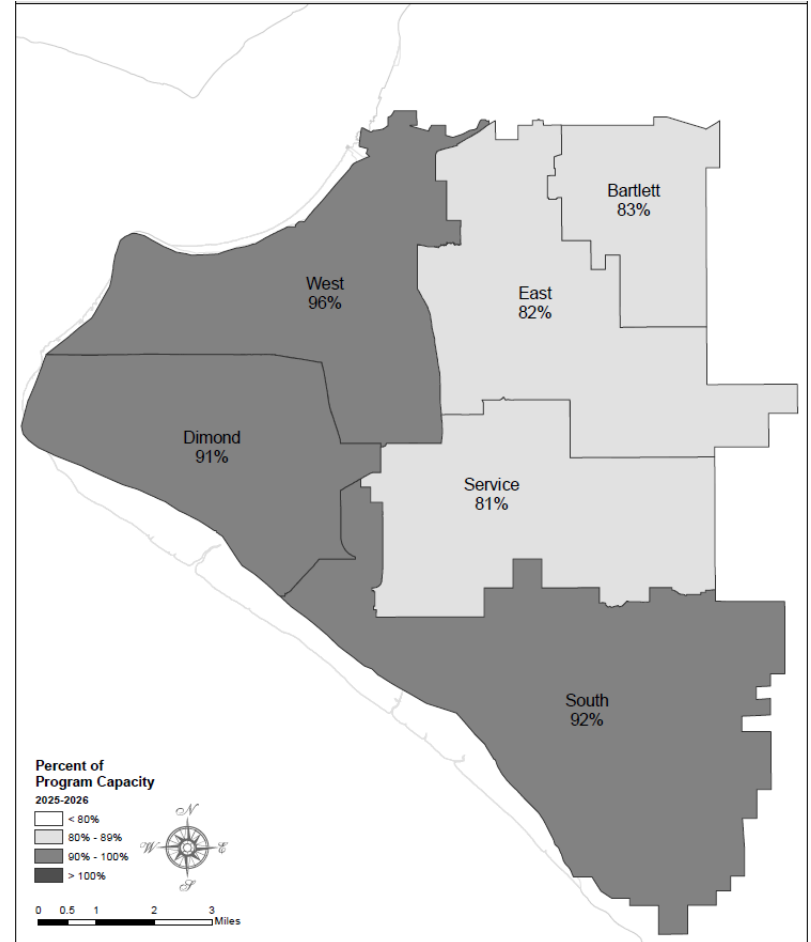 Bartlett
83%
West
96%
East
82%
Dimond
91%
Service
81%
South
92%
Percent of
Program Capacity
2025-2026
< 80%
80% - 89%
90% - 100%
> 100%
N
W
E
S
0 0.5 1 2 3
Miles